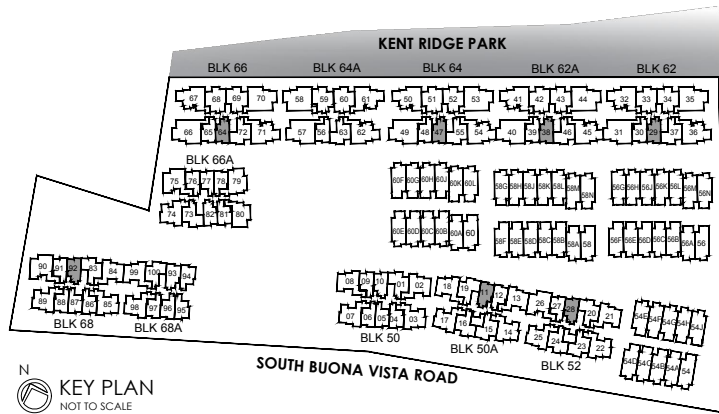 KENT RIDGE PARK
BLK 66 BLK 64A BLK 64 BLK 62A BLK 62
67 68 69 70 58 59 60 61 50 51 52 53 41 42 43 44 32 33 34 35
66 65 64 72 71 57 56 63 62 49 48 47 55 54 40 39 38 46 45 31 30 29 37 36
BLK 66A
75 76 77 78 79 60F 60G 60H 60J 60K 60L 58G 58H 58J 58K 58L 58M 58N 56G 56H 56J 56K 56L 56M 56N
74 73 82 81 80 60E 60D 60C 60B 60A 60 58F 58E 58D 58C 58B 58A 58 56F 56E 56D 56C 56B 56A 56
90 91 92 83 84 99 100 93 94 08 09 10 01 02 18 19 11 12 13 26 27 28 20 21 54E 54F 54G 54H 54J
89 88 87 86 85 98 97 96 95 07 06 05 04 03 17 16 15 14 25 24 23 22 54D 54C 54B 54A 54
BLK 68 BLK 68A BLK 50 BLK 50A BLK 52
SOUTH BUONA VISTA ROAD
N
KEY PLAN
NOT TO SCALE